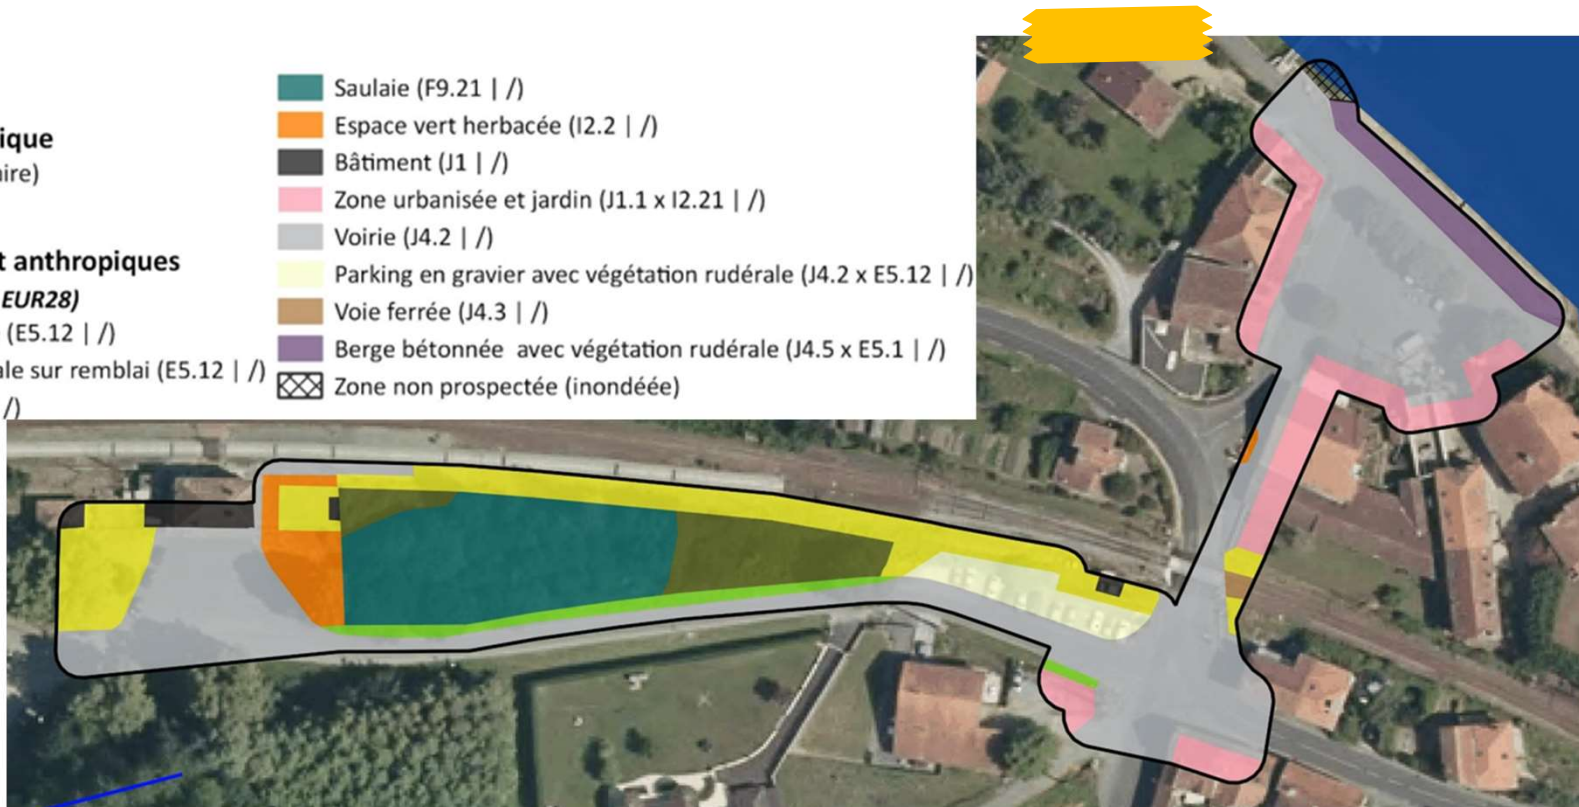 ique
aire)
t anthropiques
EUR28)
(E5.12 | /)
ale sur remblai (E5.12 | /)
/)
Saulaie (F9.21 | /)
Espace vert herbacée (I2.2 | /)
Bâtiment (J1 | /)
Zone urbanisée et jardin (J1.1 x I2.21 | /)
Voirie (J4.2 | /)
Parking en gravier avec végétation rudérale (J4.2 x E5.12 | /)
Voie ferrée (J4.3 | /)
Berge bétonnée avec végétation rudérale (J4.5 x E5.1 | /)
Zone non prospectée (inondéée)